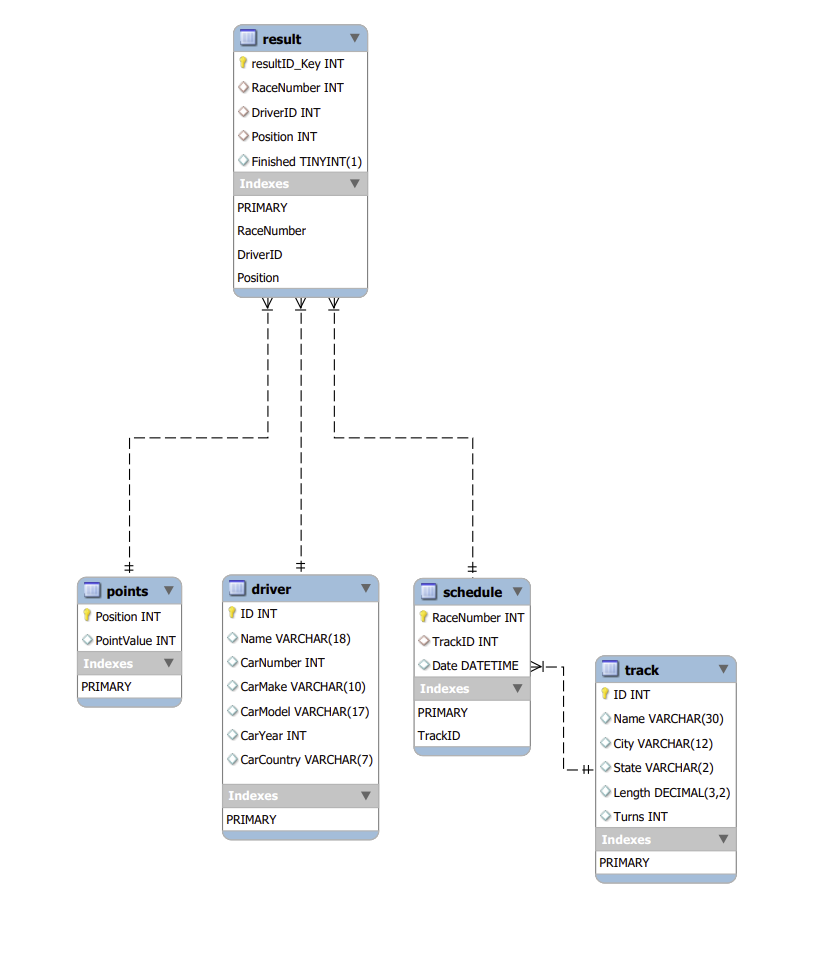 result
resultID_Key INT
RaceNumber INT
DriverID INT
Position INT
Finished TINYINT(1)
Indexes
PRIMARY
RaceNumber
DriverID
Position
points
Position INT
PointValue INT
Indexes
PRIMARY
driver
ID INT
Name VARCHAR(18)
CarNumber INT
CarMake VARCHAR(10)
CarModel VARCHAR(17)
CarYear INT
CarCountry VARCHAR(7)
Indexes
PRIMARY
schedule
RaceNumber INT
TrackID INT
Date DATETIME
Indexes
PRIMARY
TrackID
track
ID INT
Name VARCHAR(30)
City VARCHAR(12)
State VARCHAR(2)
Length DECIMAL(3,2)
Turns INT
Indexes
PRIMARY